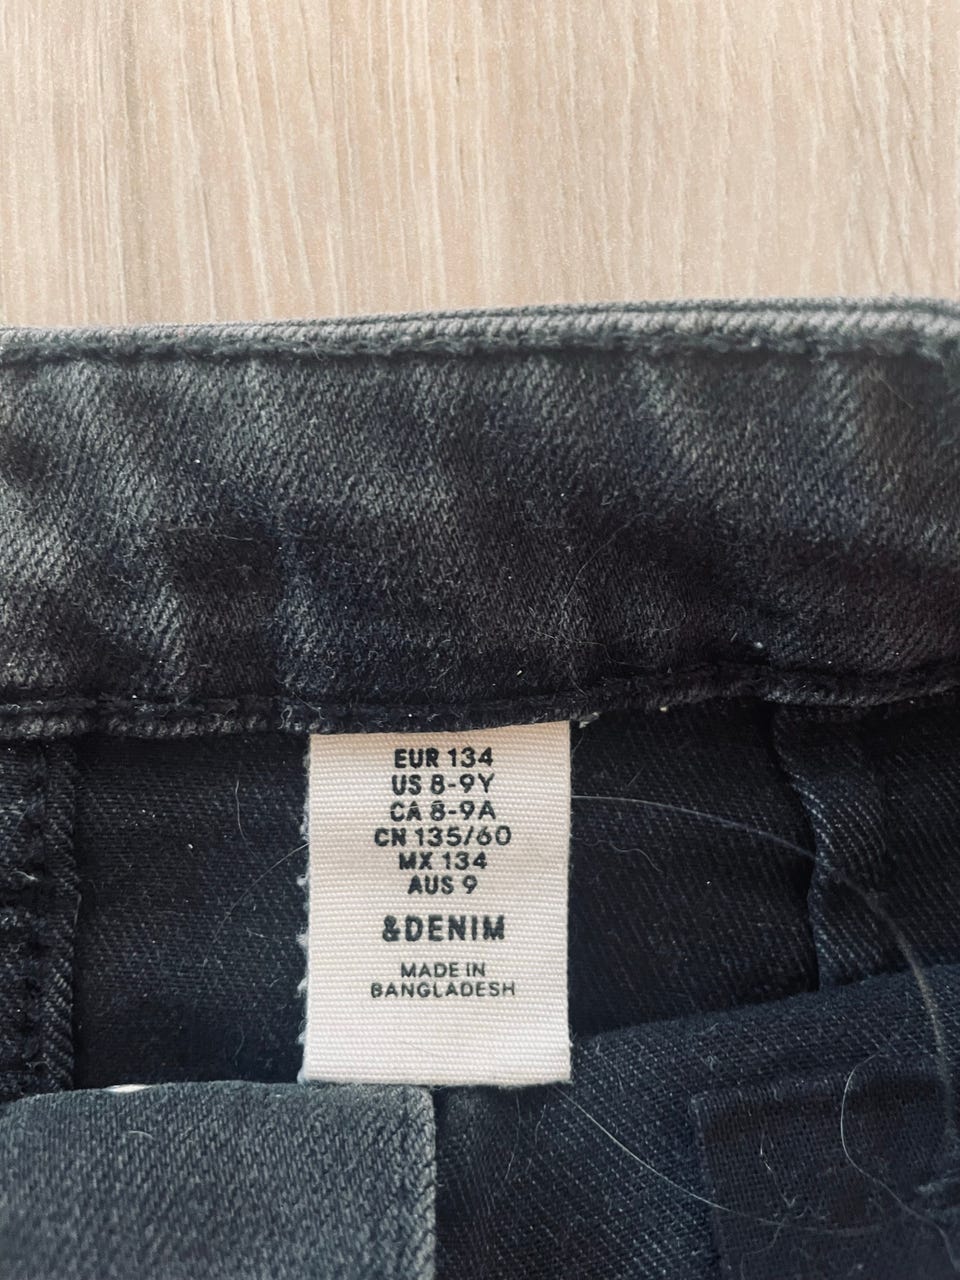 EUR 134
US 8-9Y
CA 8-9A
CN 135/60
MX 134
AUS 9
&DENIM
MADE IN
BANGLADESH